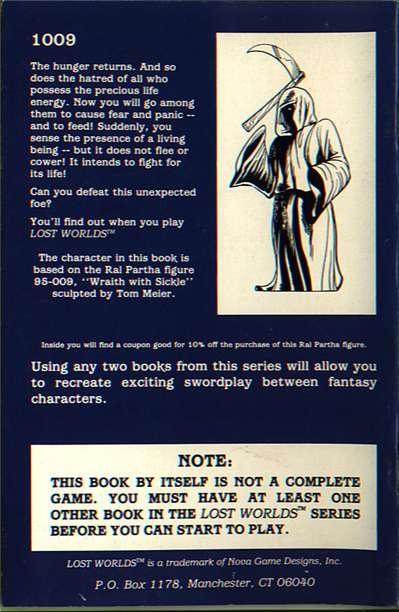 1009
The hunger returns. And so
does the hatred of all who
possess the precious life
energy. Now you will go among
them to cause fear and panic --
and to feed! Suddenly, you
sense the presence of a living
being -- but it does not flee or
cower! It intends to fight for
its life!
Can you defeat this unexpected
foe?
You'll find out when you play
LOST WORLDS™
The character in this book is
based on the Ral Partha figure
95-009, "Wraith with Sickle"
sculpted by Tom Meier.
Inside you will find a coupon good for 10% off the purchase of this Ral Partha figure.
Using any two books from this series will allow you
to recreate exciting swordplay between fantasy
characters.
NOTE:
THIS BOOK BY ITSELF IS NOT A COMPLETE
GAME. YOU MUST HAVE AT LEAST ONE
OTHER BOOK IN THE LOST WORLDS™ SERIES
BEFORE YOU CAN START TO PLAY.
LOST WORLDS™ is a trademark of Nova Game Designs, Inc.
P.O. Box 1178, Manchester, CT 06040